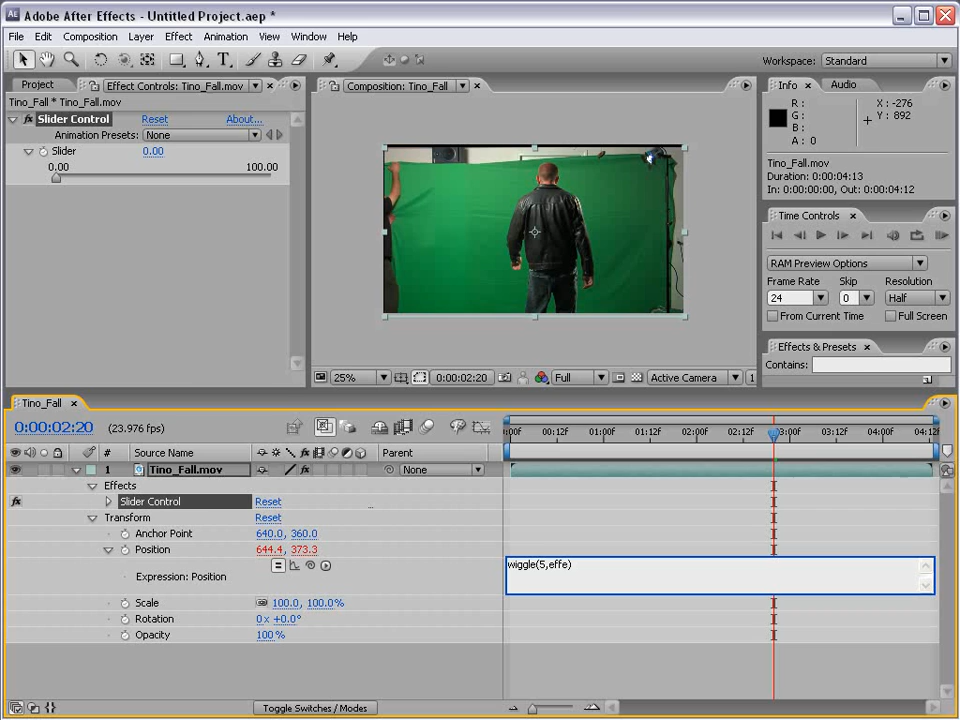 Adobe After Effects - Untitled Project.aep *
File Edit Composition Layer Effect Animation View Window Help
Workspace: Standard
Project Effect Controls: Tino_Fall.mov
Tino_Fall * Tino_Fall.mov
Slider Control Reset About...
Animation Presets: None
Slider 0.00
0.00 100.00
Composition: Tino_Fall
25% 0:00:02:20 Full Active Camera 1
Info Audio
R : X : -276
G : Y : 892
B :
A : 0
Tino_Fall.mov
Duration: 0:00:04:13
In: 0:00:00:00, Out: 0:00:04:12
Time Controls
RAM Preview Options
Frame Rate Skip Resolution
24 0 Half
From Current Time Full Screen
Effects & Presets
Contains:
Tino_Fall
0:00:02:20 (23.976 fps)
:00f 00:12f 01:00f 01:12f 02:00f 02:12f 03:00f 03:12f 04:00f 04:12f
# Source Name Parent
1 Tino_Fall.mov None
Effects
Slider Control Reset
Transform Reset
Anchor Point 640.0, 360.0
Position 644.4, 373.3
Expression: Position wiggle(5,effe)
Scale 100.0, 100.0%
Rotation 0x +0.0°
Opacity 100%
Toggle Switches / Modes